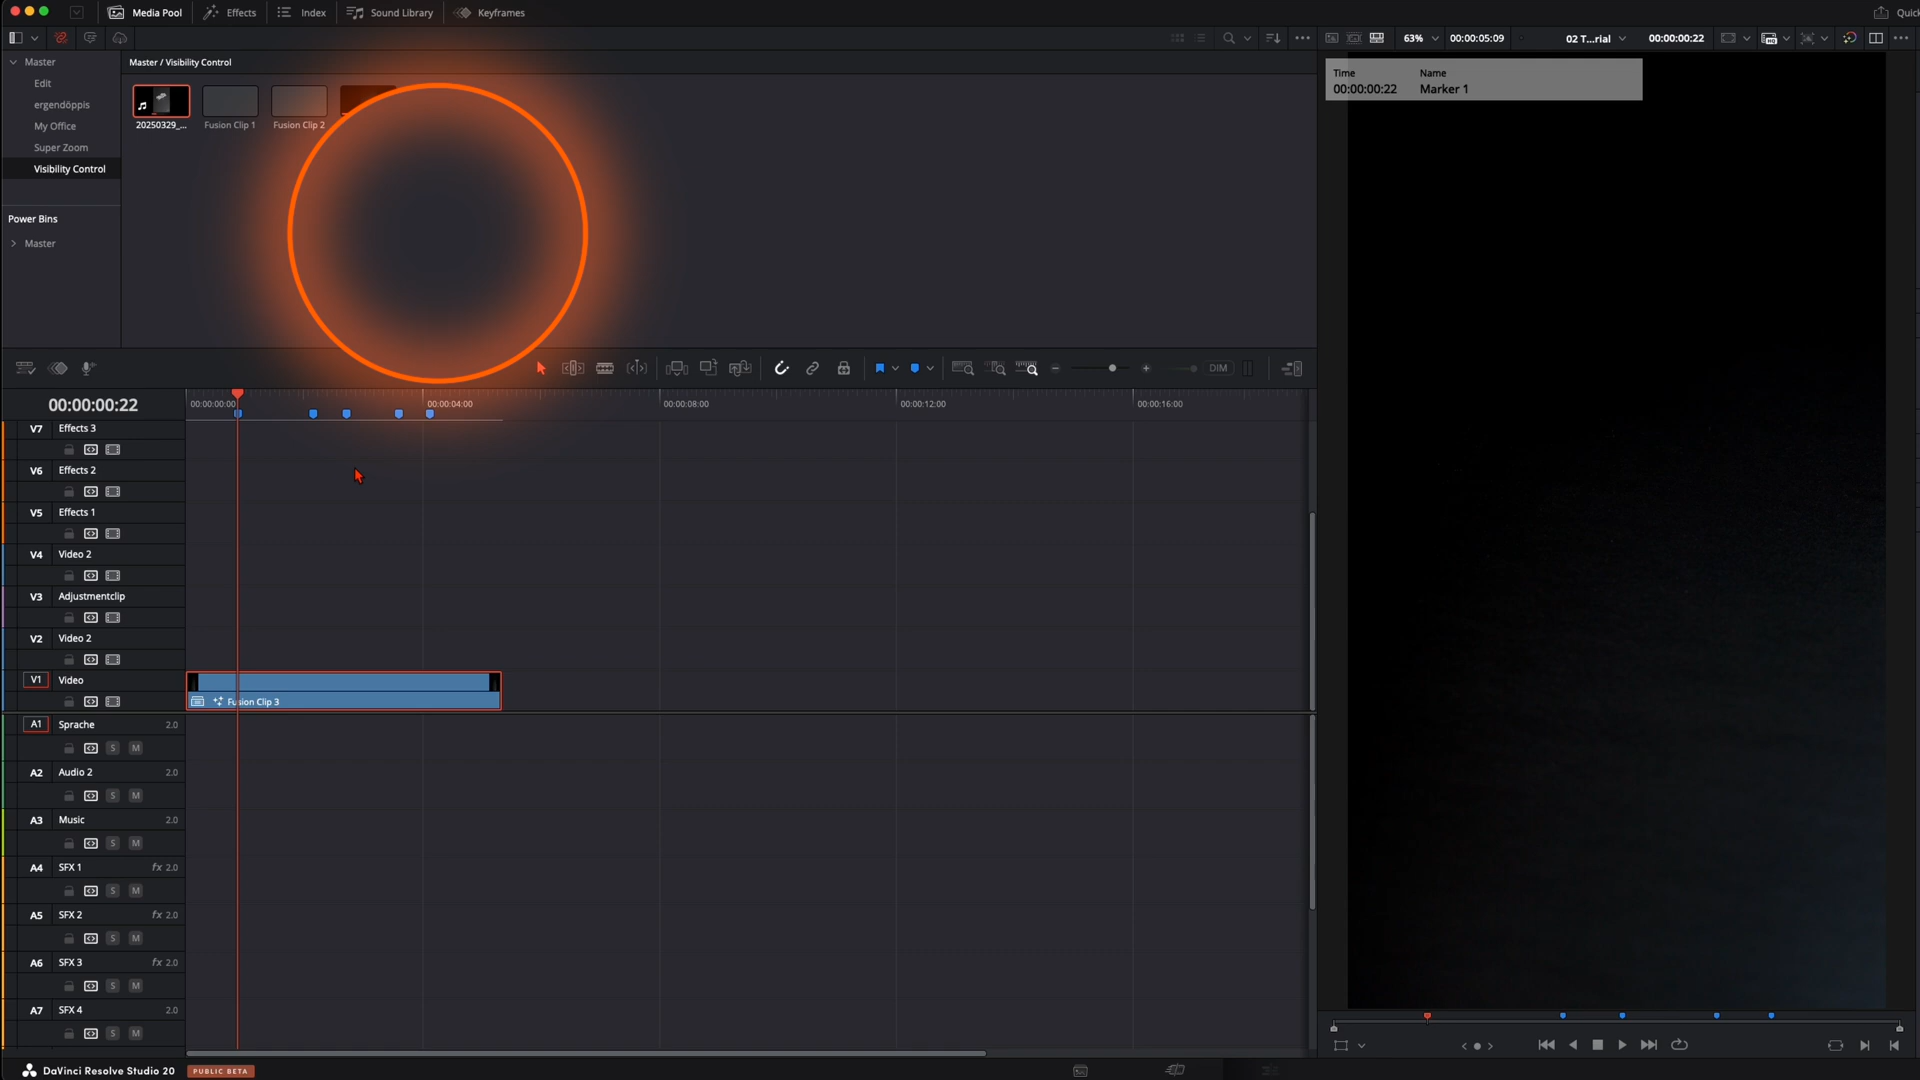 Media Pool
Effects
Index
Sound Library
Keyframes
Quick
63%
00:00:05:09
02 T...rial
00:00:00:22
Master
Edit
ergendöppis
My Office
Super Zoom
Visibility Control
Power Bins
Master
Master / Visibility Control
20250329_...
Fusion Clip 1
Fusion Clip 2
Time
Name
00:00:00:22
Marker 1
DIM
00:00:00:22
00:00:00:00
00:00:04:00
00:00:08:00
00:00:12:00
00:00:16:00
V7 Effects 3
V6 Effects 2
V5 Effects 1
V4 Video 2
V3 Adjustmentclip
V2 Video 2
V1 Video
Fusion Clip 3
A1 Sprache 2.0
S M
A2 Audio 2 2.0
S M
A3 Music 2.0
S M
A4 SFX 1 fx 2.0
S M
A5 SFX 2 fx 2.0
S M
A6 SFX 3 fx 2.0
S M
A7 SFX 4 2.0
S M
DaVinci Resolve Studio 20
PUBLIC BETA